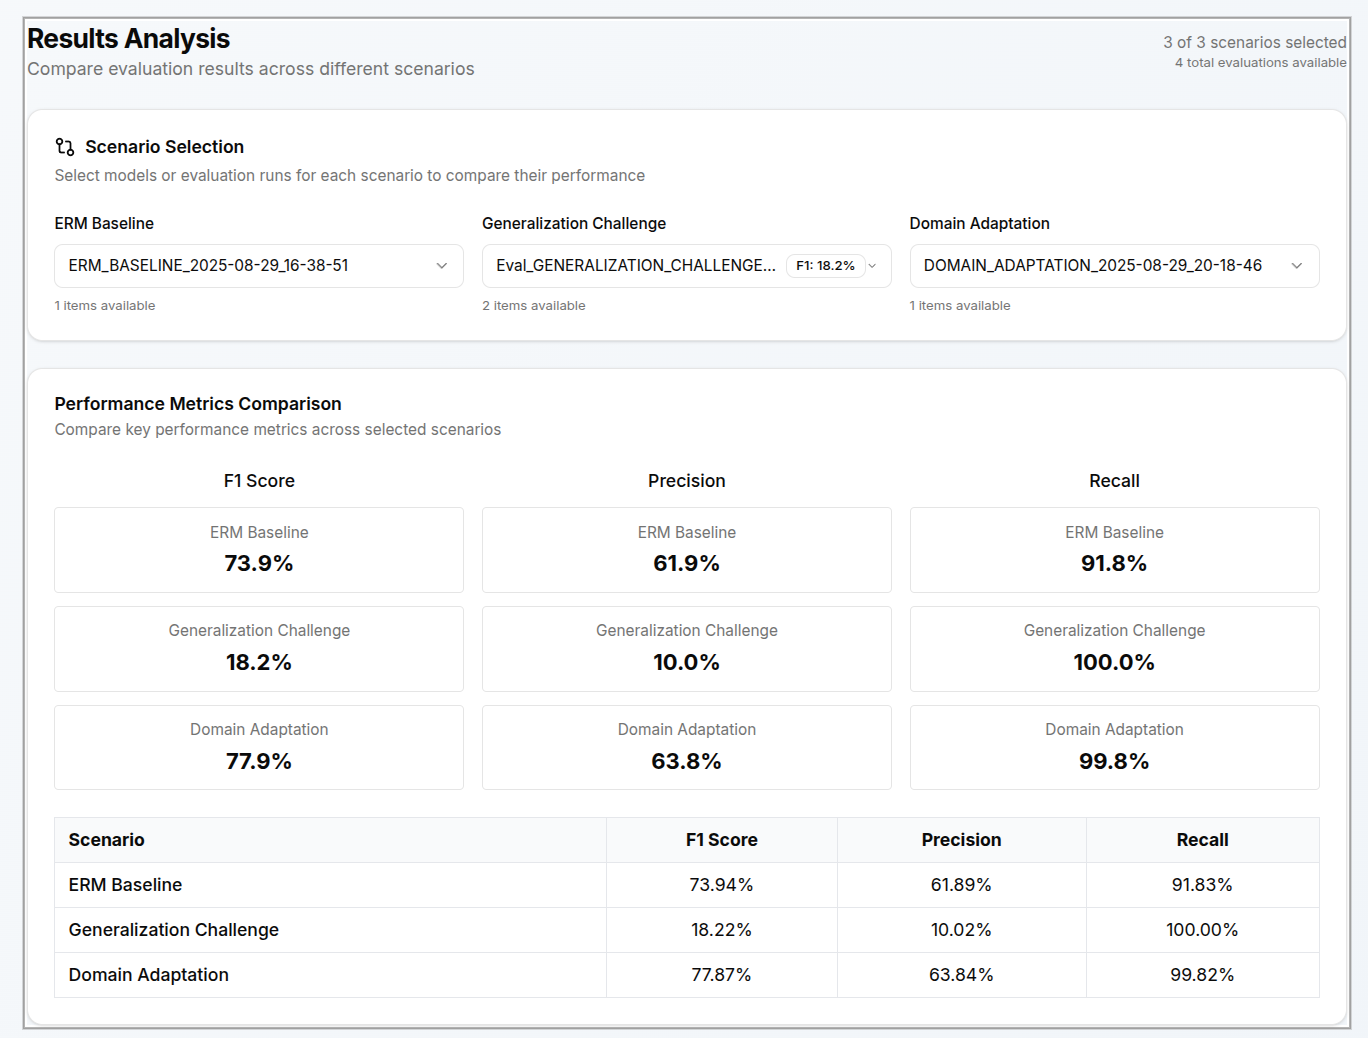 Results Analysis
3 of 3 scenarios selected
Compare evaluation results across different scenarios
4 total evaluations available
Scenario Selection
Select models or evaluation runs for each scenario to compare their performance
ERM Baseline
Generalization Challenge
Domain Adaptation
ERM_BASELINE_2025-08-29_16-38-51
Eval_GENERALIZATION_CHALLENGE... F1: 18.2%
DOMAIN_ADAPTATION_2025-08-29_20-18-46
1 items available
2 items available
1 items available
Performance Metrics Comparison
Compare key performance metrics across selected scenarios
F1 Score
Precision
Recall
ERM Baseline
ERM Baseline
ERM Baseline
73.9%
61.9%
91.8%
Generalization Challenge
Generalization Challenge
Generalization Challenge
18.2%
10.0%
100.0%
Domain Adaptation
Domain Adaptation
Domain Adaptation
77.9%
63.8%
99.8%
Scenario F1 Score Precision Recall
ERM Baseline 73.94% 61.89% 91.83%
Generalization Challenge 18.22% 10.02% 100.00%
Domain Adaptation 77.87% 63.84% 99.82%